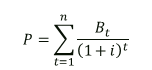 P = \sum_{t=1}^{n} \frac{B_t}{(1+i)^t}